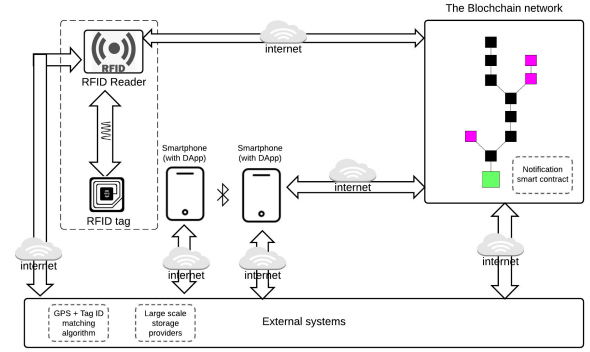 The Blochchain network
internet
RFID
RFID Reader
Smartphone
(with DApp)
Smartphone
(with DApp)
Notification
smart contract
internet
RFID tag
internet
internet
internet
internet
GPS + Tag ID
matching
algorithm
Large scale
storage
providers
External systems